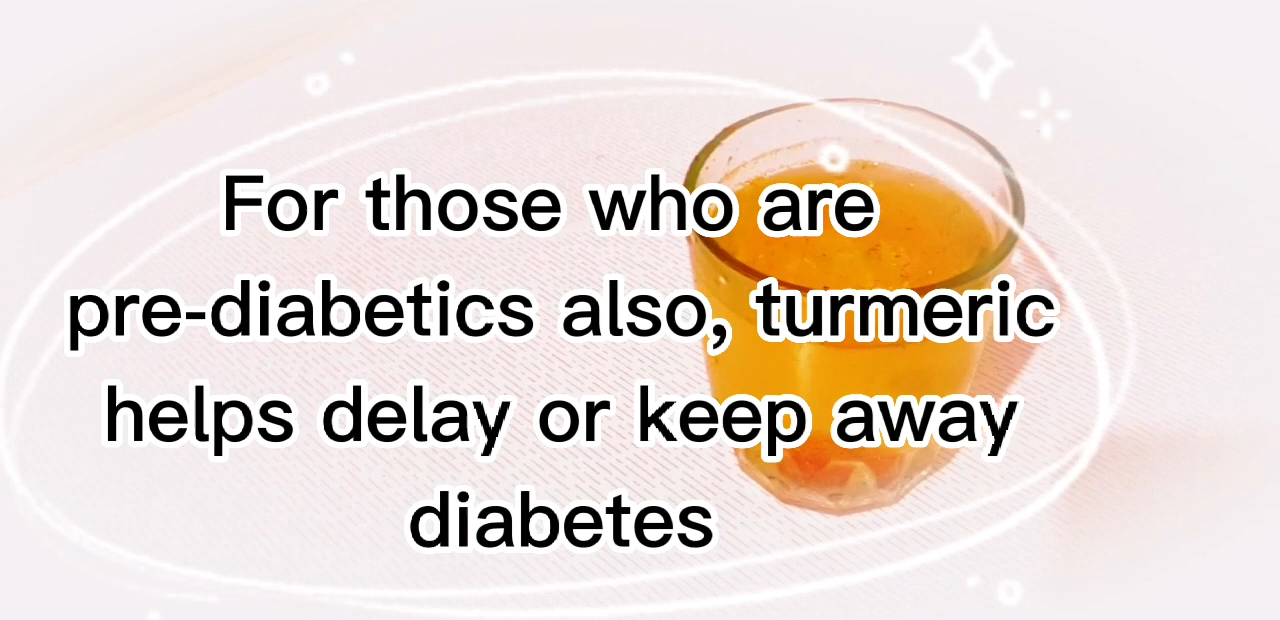 For those who are
pre-diabetics also, turmeric
helps delay or keep away
diabetes